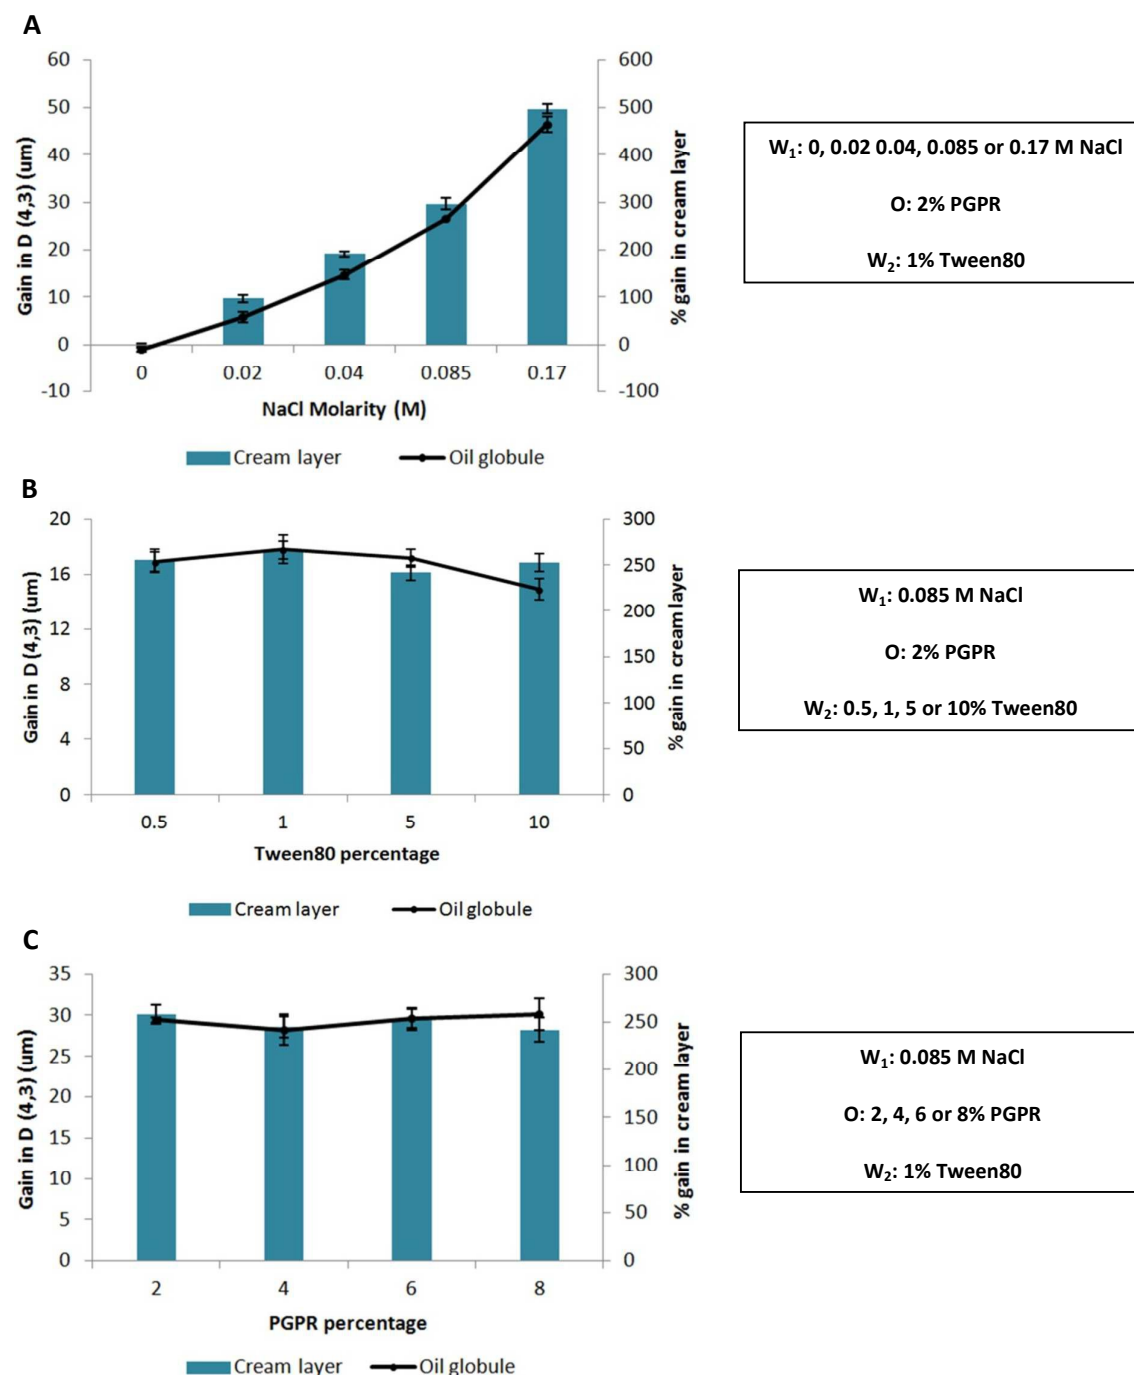 A
60
50
40
30
20
10
0
-10
Gain in D (4,3) (um)
600
500
400
300
200
100
0
-100
% gain in cream layer
0 0.02 0.04 0.085 0.17
NaCl Molarity (M)
Cream layer Oil globule
W₁: 0, 0.02 0.04, 0.085 or 0.17 M NaCl
O: 2% PGPR
W₂: 1% Tween80
B
20
16
12
8
4
0
Gain in D (4,3) (um)
300
250
200
150
100
50
0
% gain in cream layer
0.5 1 5 10
Tween80 percentage
Cream layer Oil globule
W₁: 0.085 M NaCl
O: 2% PGPR
W₂: 0.5, 1, 5 or 10% Tween80
C
35
30
25
20
15
10
5
0
Gain in D (4,3) (um)
300
250
200
150
100
50
0
% gain in cream layer
2 4 6 8
PGPR percentage
Cream layer Oil globule
W₁: 0.085 M NaCl
O: 2, 4, 6 or 8% PGPR
W₂: 1% Tween80